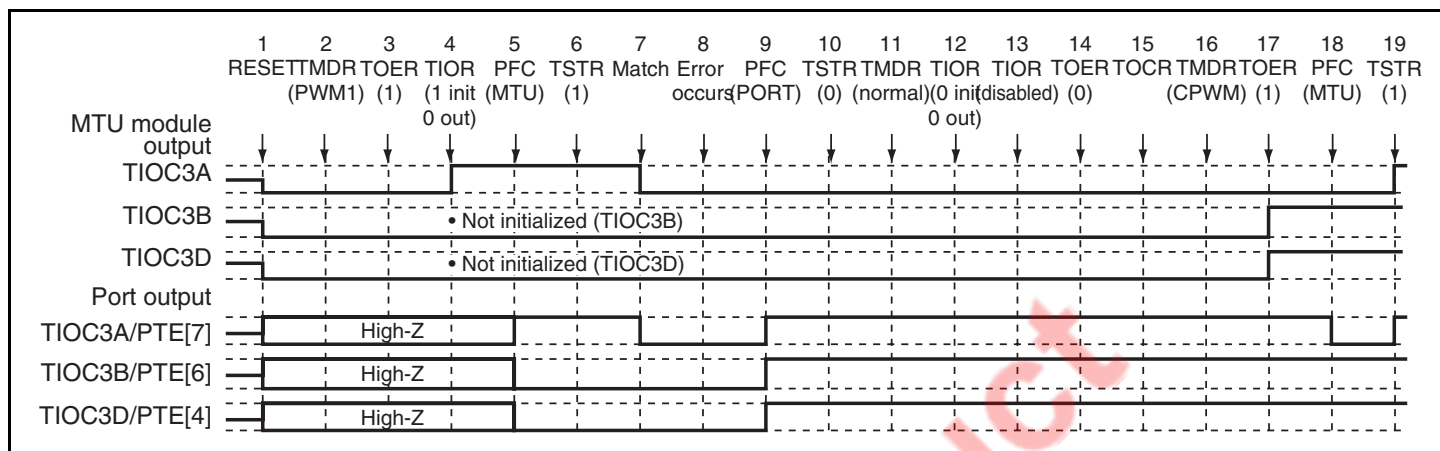 1 2 3 4 5 6 7 8 9 10 11 12 13 14 15 16 17 18 19
RESET TMDR TOER TIOR PFC TSTR Match Error PFC TSTR TMDR TIOR TIOR TOER TOCR TMDR TOER PFC TSTR
(PWM1) (1) (1 init (MTU) (1) occurs (PORT) (0) (normal) (0 init (disabled) (0) (CPWM) (1) (MTU) (1)
0 out) 0 out)
MTU module
output
TIOC3A
TIOC3B • Not initialized (TIOC3B)
TIOC3D • Not initialized (TIOC3D)
Port output
TIOC3A/PTE[7] High-Z
TIOC3B/PTE[6] High-Z
TIOC3D/PTE[4] High-Z